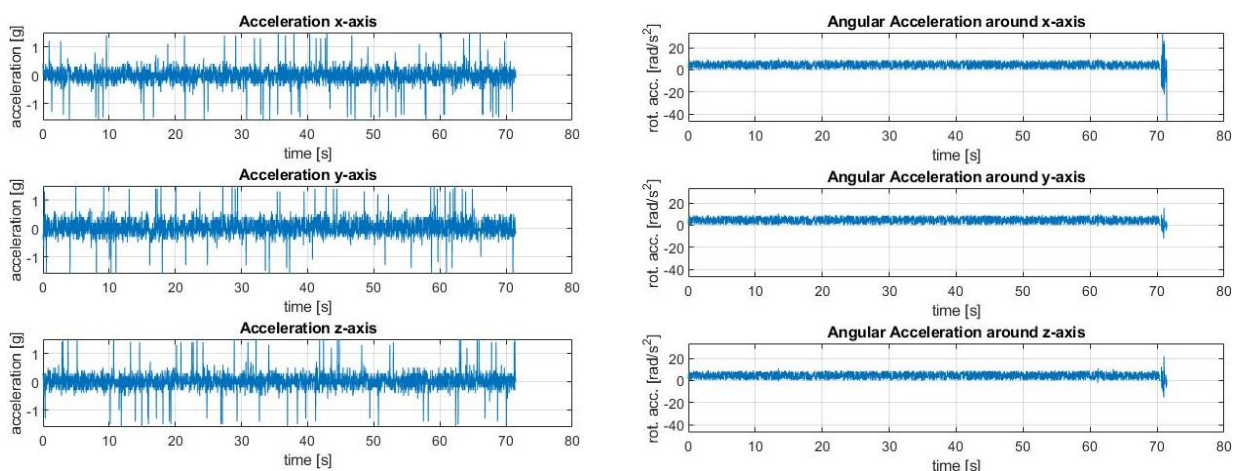 Acceleration x-axis
acceleration [g]
1
0
-1
0 10 20 30 40 50 60 70 80
time [s]
Acceleration y-axis
acceleration [g]
1
0
-1
0 10 20 30 40 50 60 70 80
time [s]
Acceleration z-axis
acceleration [g]
1
0
-1
0 10 20 30 40 50 60 70 80
time [s]
Angular Acceleration around x-axis
rot. acc. [rad/s²]
20
0
-20
-40
0 10 20 30 40 50 60 70 80
time [s]
Angular Acceleration around y-axis
rot. acc. [rad/s²]
20
0
-20
-40
0 10 20 30 40 50 60 70 80
time [s]
Angular Acceleration around z-axis
rot. acc. [rad/s²]
20
0
-20
-40
0 10 20 30 40 50 60 70 80
time [s]